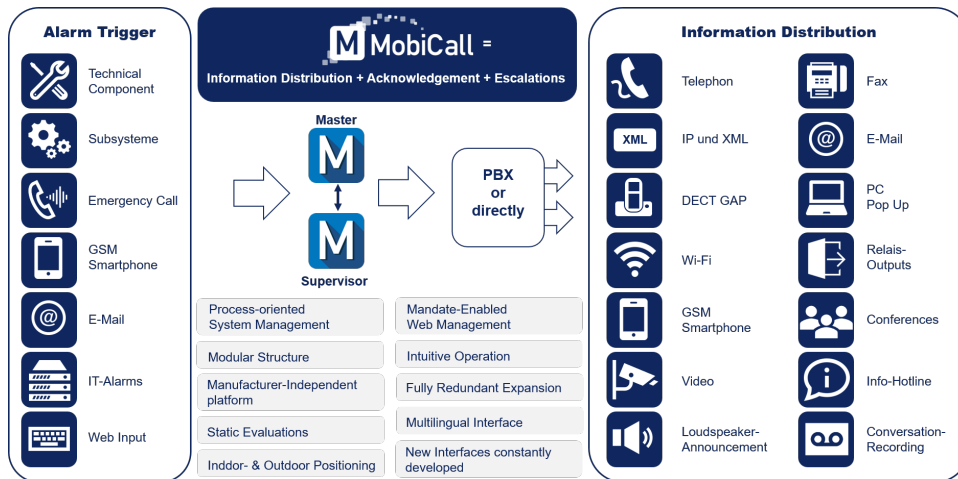 Alarm Trigger
Technical
Component
Subsysteme
Emergency Call
GSM
Smartphone
@
E-Mail
IT-Alarms
Web Input
M MobiCall =
Information Distribution + Acknowledgement + Escalations
Master
M
M
Supervisor
PBX
or
directly
Process-oriented
System Management
Mandate-Enabled
Web Management
Modular Structure
Intuitive Operation
Manufacturer-Independent
platform
Fully Redundant Expansion
Static Evaluations
Multilingual Interface
Inddor- & Outdoor Positioning
New Interfaces constantly
developed
Information Distribution
Telephon
Fax
XML
IP und XML
@
E-Mail
DECT GAP
PC
Pop Up
Wi-Fi
Relais-
Outputs
GSM
Smartphone
Conferences
Video
i
Info-Hotline
Loudspeaker-
Announcement
Conversation-
Recording